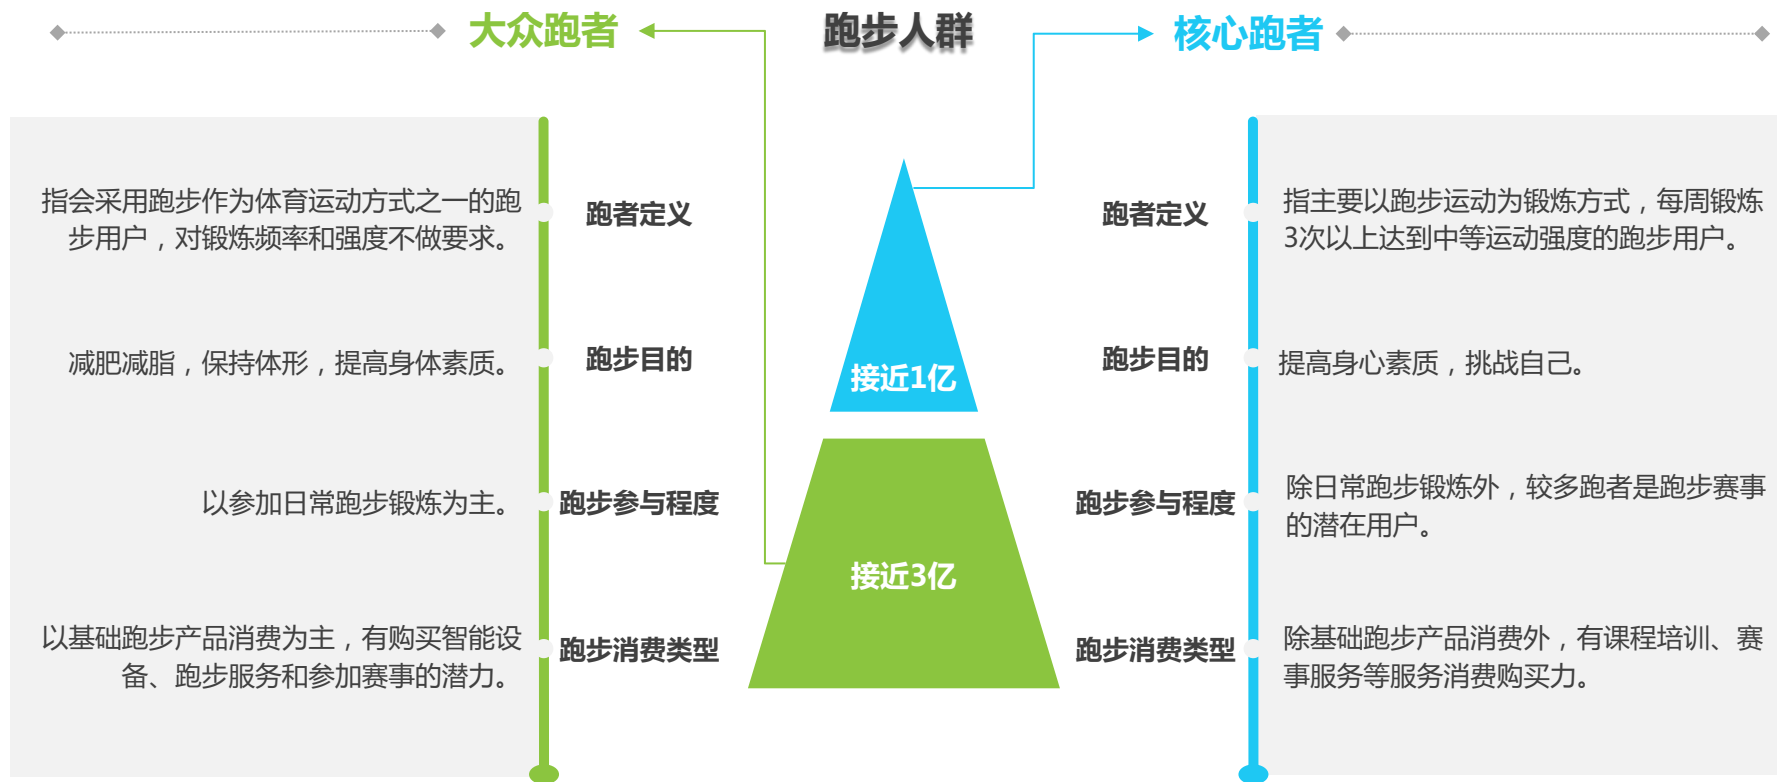 大众跑者
跑步人群
核心跑者
跑者定义
指会采用跑步作为体育运动方式之一的跑
步用户，对锻炼频率和强度不做要求。
跑步目的
减肥减脂，保持体形，提高身体素质。
跑步参与程度
以参加日常跑步锻炼为主。
跑步消费类型
以基础跑步产品消费为主，有购买智能设
备、跑步服务和参加赛事的潜力。
接近1亿
接近3亿
跑者定义
指主要以跑步运动为锻炼方式，每周锻炼
3次以上达到中等运动强度的跑步用户。
跑步目的
提高身心素质，挑战自己。
跑步参与程度
除日常跑步锻炼外，较多跑者是跑步赛事
的潜在用户。
跑步消费类型
除基础跑步产品消费外，有课程培训、赛
事服务等服务消费购买力。